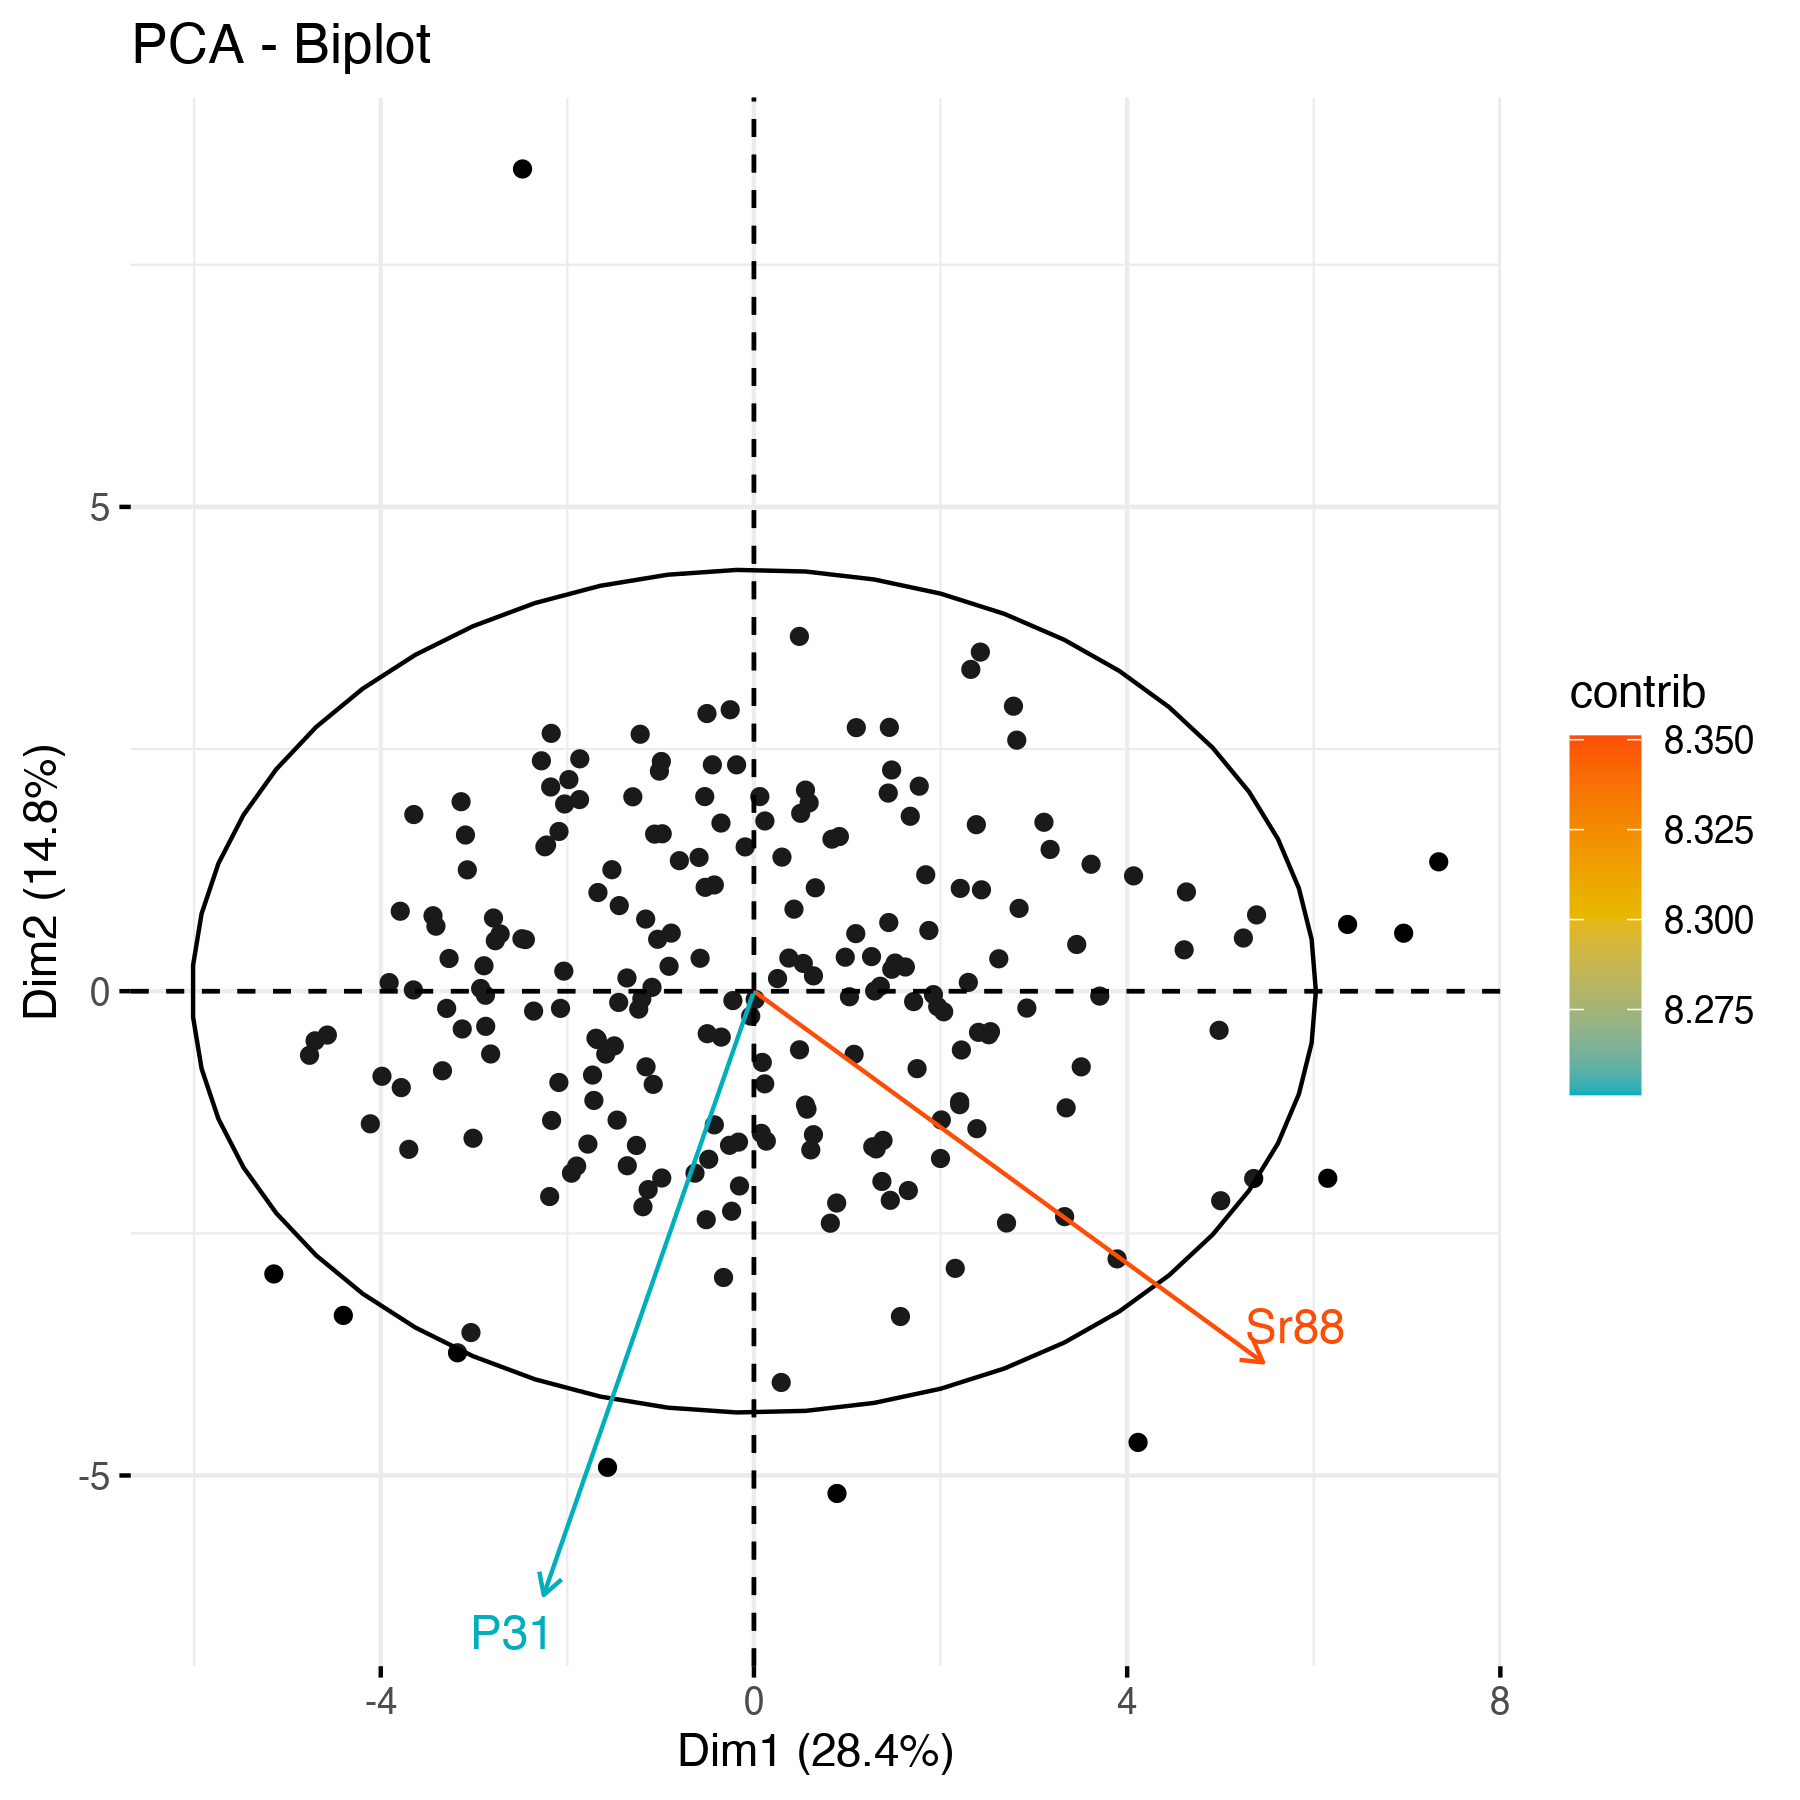 PCA - Biplot
Dim2 (14.8%)
5
0
-5
-4
0
4
8
Dim1 (28.4%)
Sr88
P31
contrib
8.350
8.325
8.300
8.275